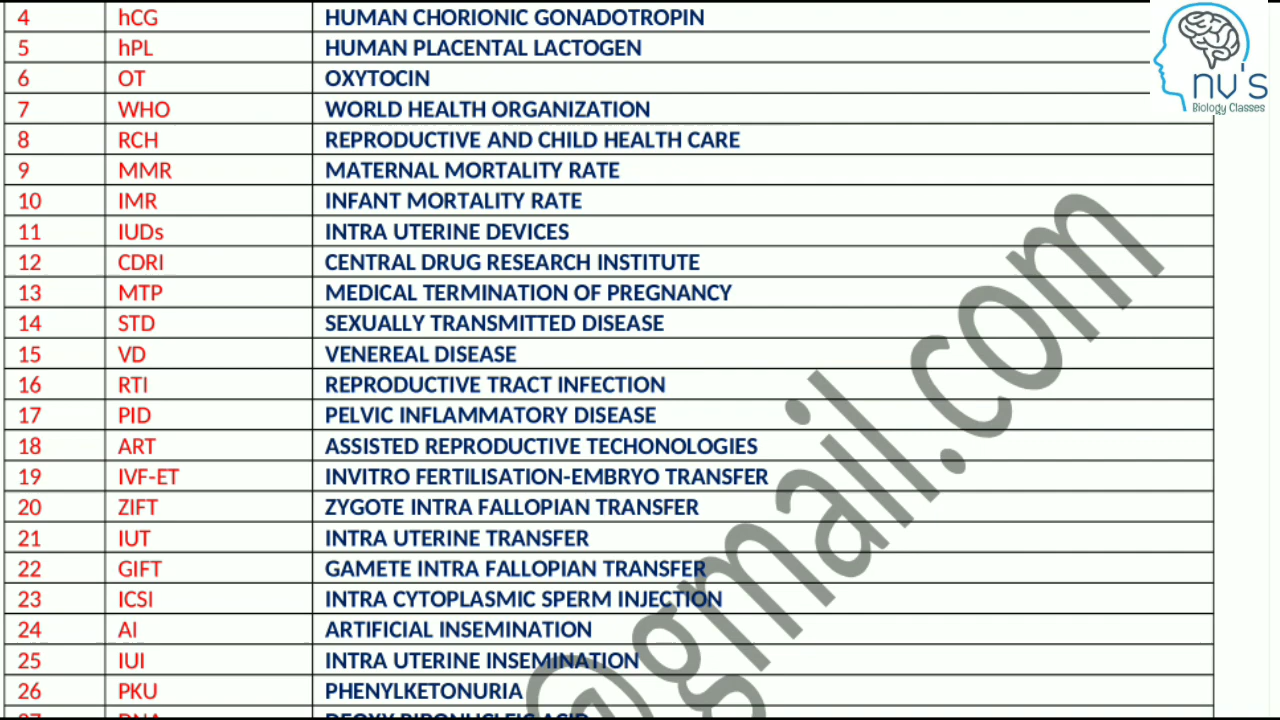 4 hCG HUMAN CHORIONIC GONADOTROPIN
5 hPL HUMAN PLACENTAL LACTOGEN
6 OT OXYTOCIN
7 WHO WORLD HEALTH ORGANIZATION
8 RCH REPRODUCTIVE AND CHILD HEALTH CARE
9 MMR MATERNAL MORTALITY RATE
10 IMR INFANT MORTALITY RATE
11 IUDs INTRA UTERINE DEVICES
12 CDRI CENTRAL DRUG RESEARCH INSTITUTE
13 MTP MEDICAL TERMINATION OF PREGNANCY
14 STD SEXUALLY TRANSMITTED DISEASE
15 VD VENEREAL DISEASE
16 RTI REPRODUCTIVE TRACT INFECTION
17 PID PELVIC INFLAMMATORY DISEASE
18 ART ASSISTED REPRODUCTIVE TECHONOLOGIES
19 IVF-ET INVITRO FERTILISATION-EMBRYO TRANSFER
20 ZIFT ZYGOTE INTRA FALLOPIAN TRANSFER
21 IUT INTRA UTERINE TRANSFER
22 GIFT GAMETE INTRA FALLOPIAN TRANSFER
23 ICSI INTRA CYTOPLASMIC SPERM INJECTION
24 AI ARTIFICIAL INSEMINATION
25 IUI INTRA UTERINE INSEMINATION
26 PKU PHENYLKETONURIA
27 DNA DEOXY RIBONUCLEIC ACID
nv's
Biology Classes
@gmail.com